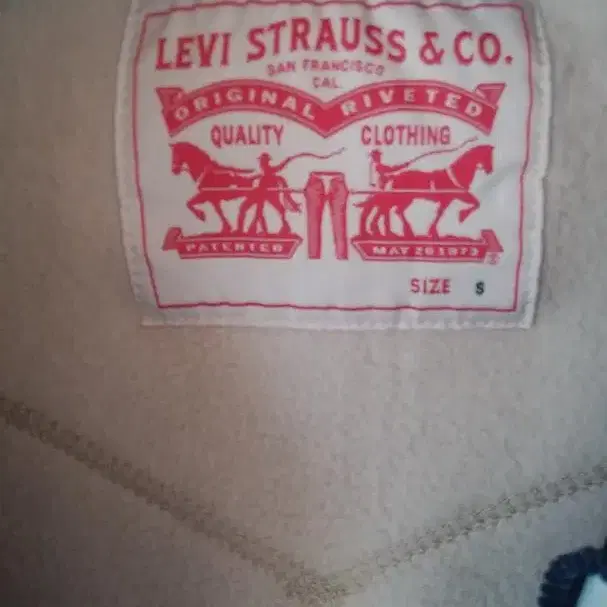 LEVI STRAUSS & CO.
SAN FRANCISCO
CAL.
ORIGINAL RIVETED
QUALITY CLOTHING
PATENTED MAY 20 1873 ®
SIZE S